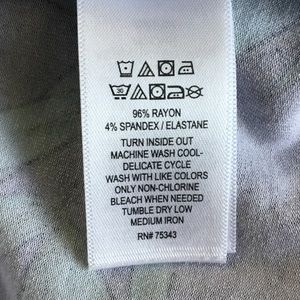 30
96% RAYON
4% SPANDEX / ELASTANE
TURN INSIDE OUT
MACHINE WASH COOL-
DELICATE CYCLE
WASH WITH LIKE COLORS
ONLY NON-CHLORINE
BLEACH WHEN NEEDED
TUMBLE DRY LOW
MEDIUM IRON
RN# 75343